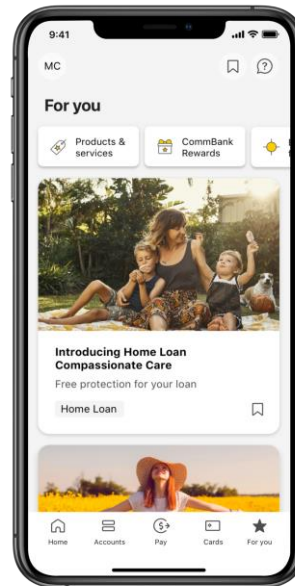 9:41
MC
For you
Products &
services
CommBank
Rewards
Introducing Home Loan
Compassionate Care
Free protection for your loan
Home Loan
Home
Accounts
Pay
Cards
For you